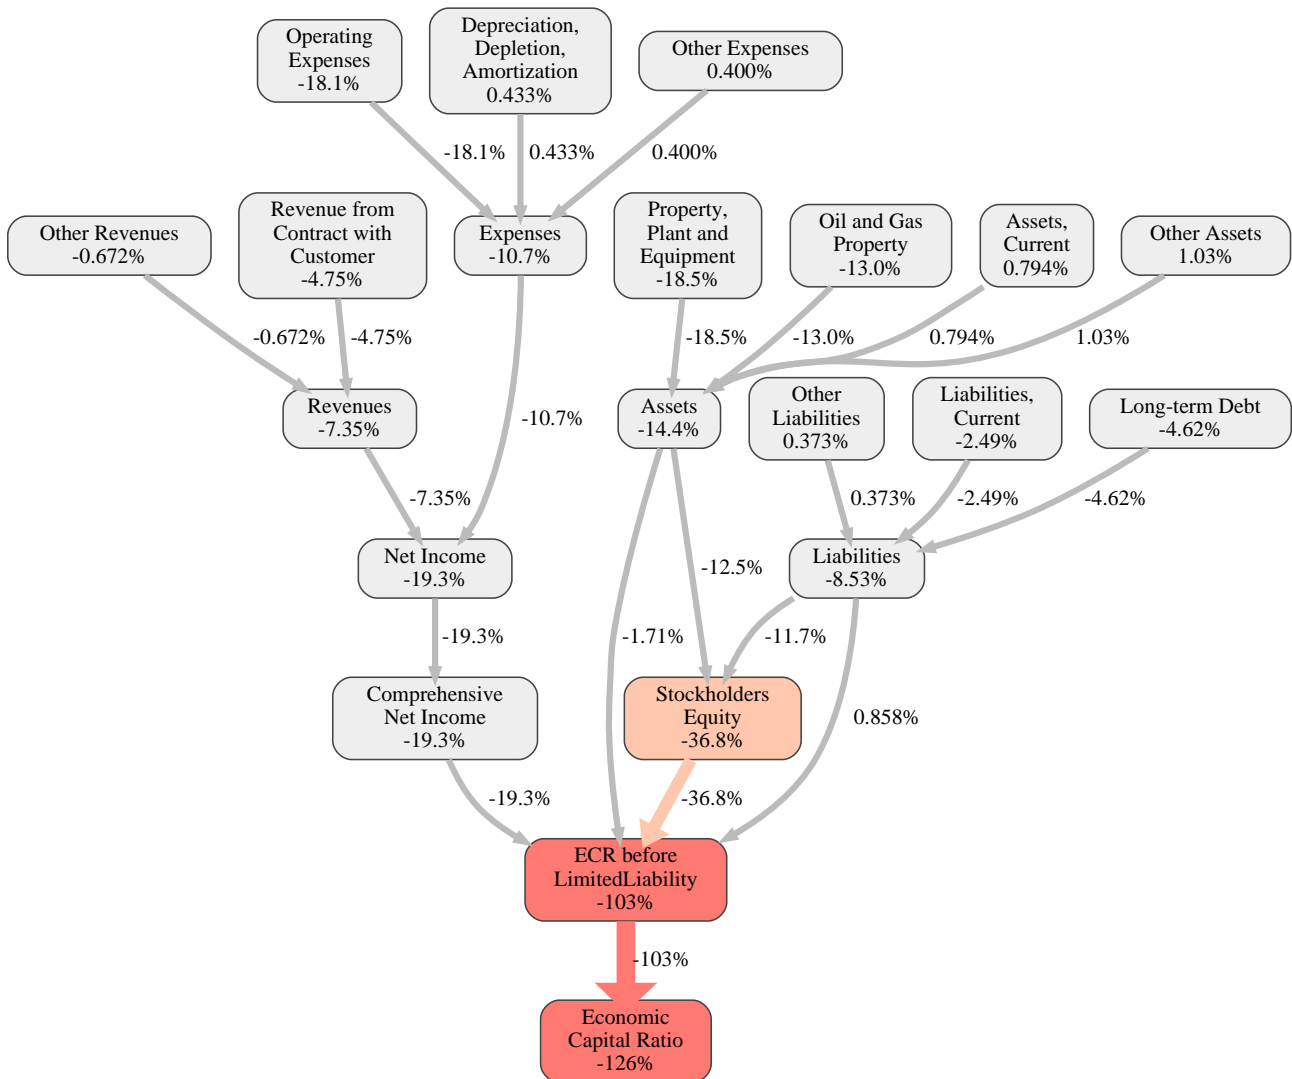 Operating
Expenses
-18.1%
Depreciation,
Depletion,
Amortization
0.433%
Other Expenses
0.400%
-18.1%
0.433%
0.400%
Other Revenues
-0.672%
Revenue from
Contract with
Customer
-4.75%
Expenses
-10.7%
Property,
Plant and
Equipment
-18.5%
Oil and Gas
Property
-13.0%
Assets,
Current
0.794%
Other Assets
1.03%
-0.672%
-4.75%
-18.5%
-13.0%
0.794%
1.03%
Revenues
-7.35%
-10.7%
Assets
-14.4%
Other
Liabilities
0.373%
Liabilities,
Current
-2.49%
Long-term Debt
-4.62%
-7.35%
0.373%
-2.49%
-4.62%
Net Income
-19.3%
-12.5%
Liabilities
-8.53%
-19.3%
-1.71%
-11.7%
Comprehensive
Net Income
-19.3%
Stockholders
Equity
-36.8%
0.858%
-19.3%
-36.8%
ECR before
LimitedLiability
-103%
-103%
Economic
Capital Ratio
-126%